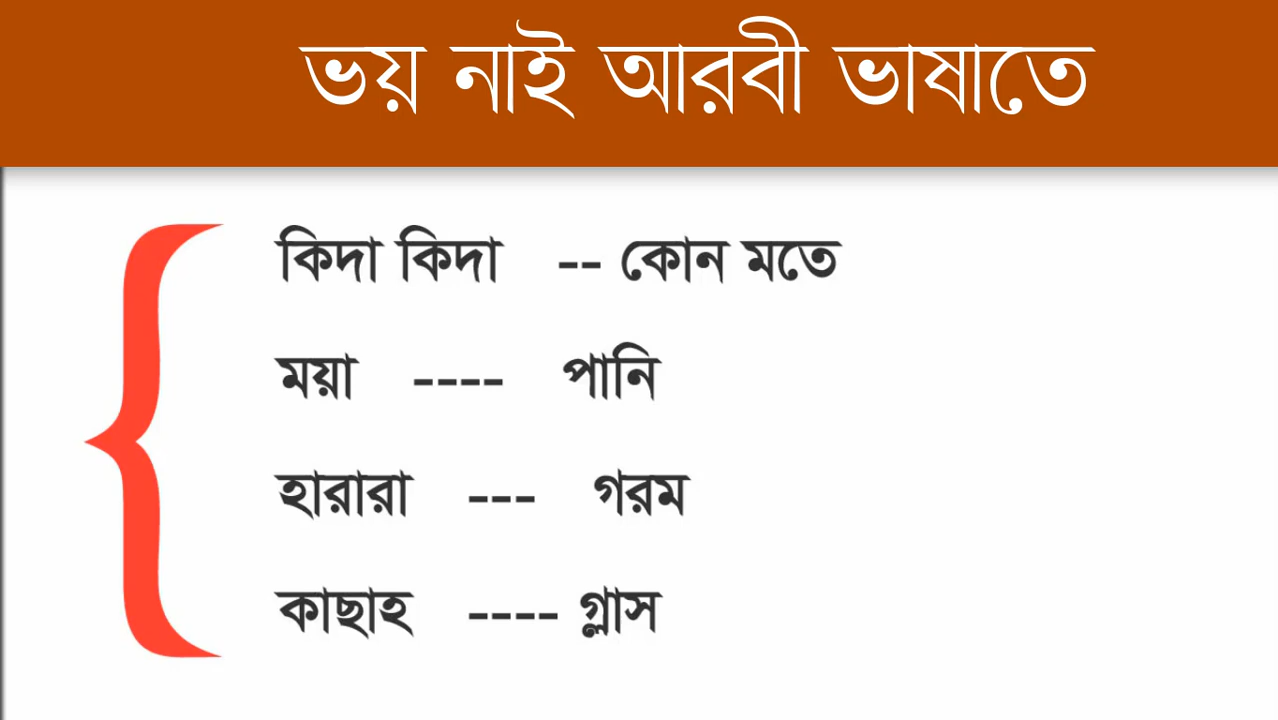 ভয় নাই আরবী ভাষাতে
কিদা কিদা -- কোন মতে
ময়া ---- পানি
হারারা --- গরম
কাছাহ ---- গ্লাস